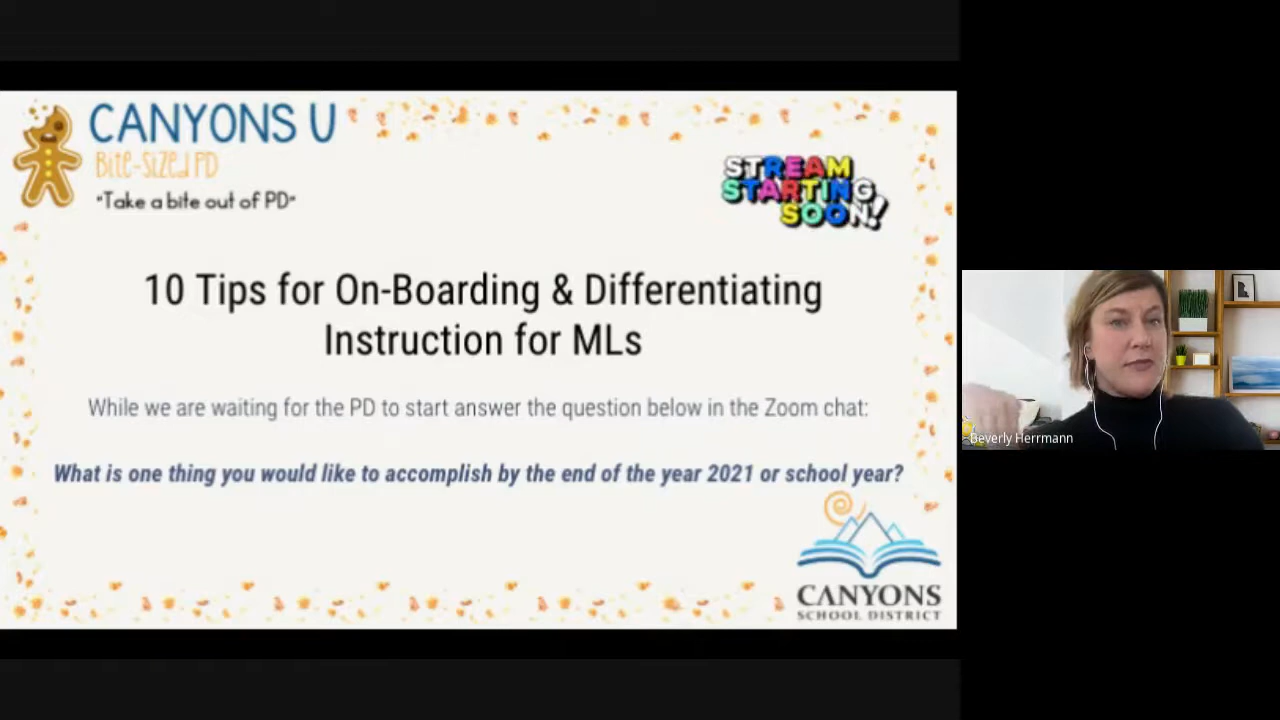 CANYONS U
Bite-sized PD
"Take a bite out of PD"
STREAM
STARTING
SOON!
10 Tips for On-Boarding & Differentiating
Instruction for MLs
While we are waiting for the PD to start answer the question below in the Zoom chat:
What is one thing you would like to accomplish by the end of the year 2021 or school year?
CANYONS
SCHOOL DISTRICT
Beverly Herrmann